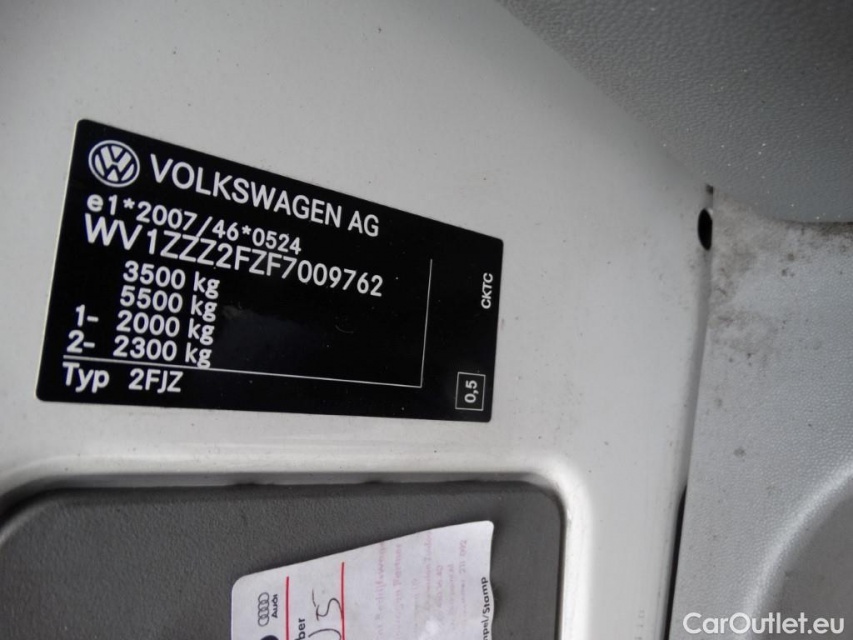 VOLKSWAGEN AG
e1*2007/46*0524
WV1ZZZ2FZF7009762
3500 kg
5500 kg
1- 2000 kg
2- 2300 kg
Typ 2FJZ
CKTC
0,5
Audi
CarOutlet.eu